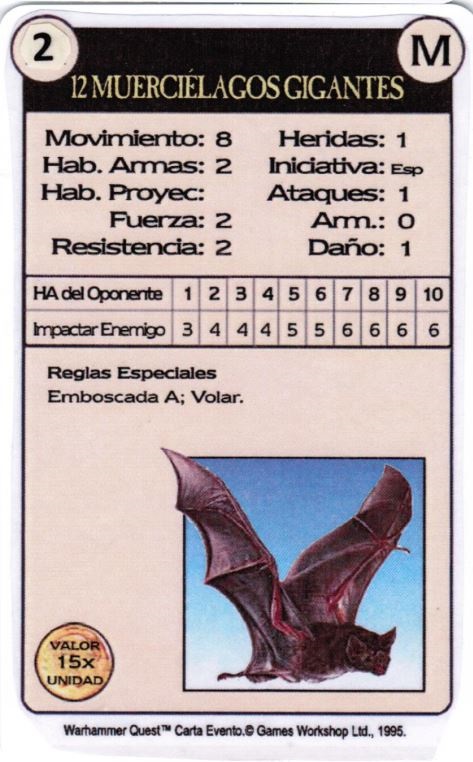 2
M
12 MUERCIÉLAGOS GIGANTES
Movimiento: 8 Heridas: 1
Hab. Armas: 2 Iniciativa: Esp
Hab. Proyec: Ataques: 1
Fuerza: 2 Arm.: 0
Resistencia: 2 Daño: 1
HA del Oponente 1 2 3 4 5 6 7 8 9 10
Impactar Enemigo 3 4 4 4 5 5 6 6 6 6
Reglas Especiales
Emboscada A; Volar.
VALOR
15x
UNIDAD
Warhammer Quest™ Carta Evento.© Games Workshop Ltd., 1995.